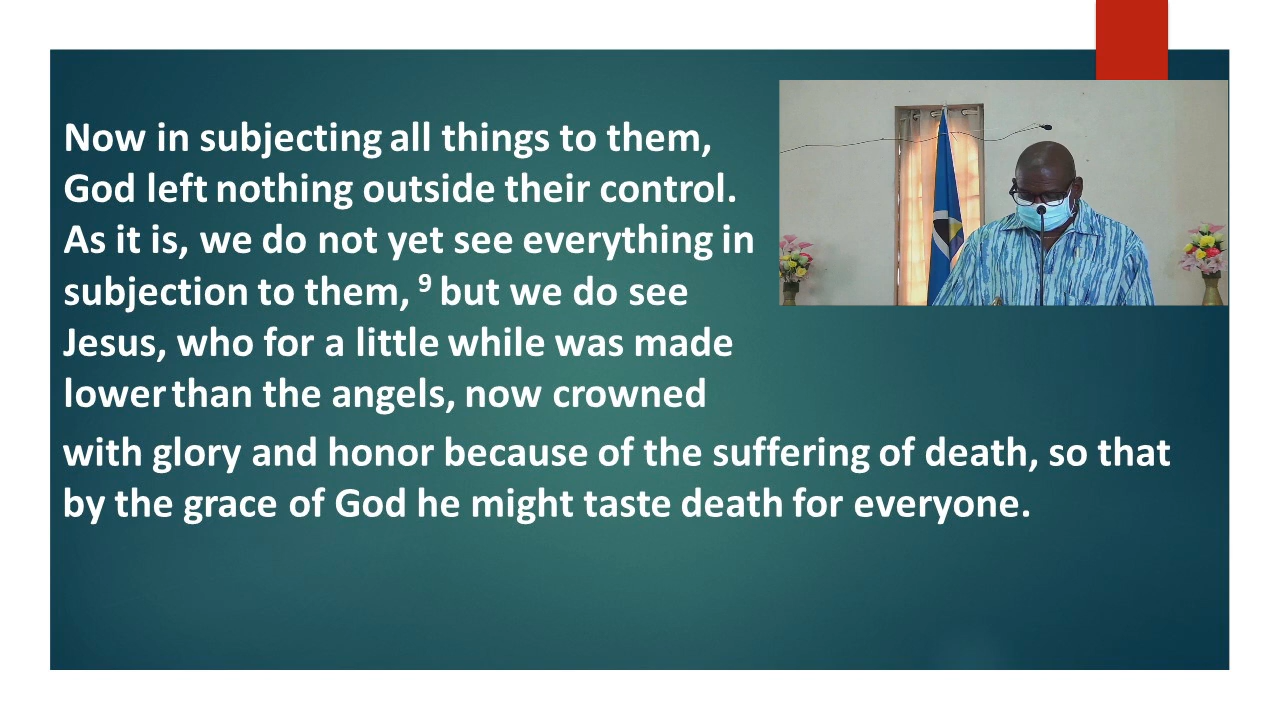 Now in subjecting all things to them,
God left nothing outside their control.
As it is, we do not yet see everything in
subjection to them, ⁹ but we do see
Jesus, who for a little while was made
lower than the angels, now crowned
with glory and honor because of the suffering of death, so that
by the grace of God he might taste death for everyone.